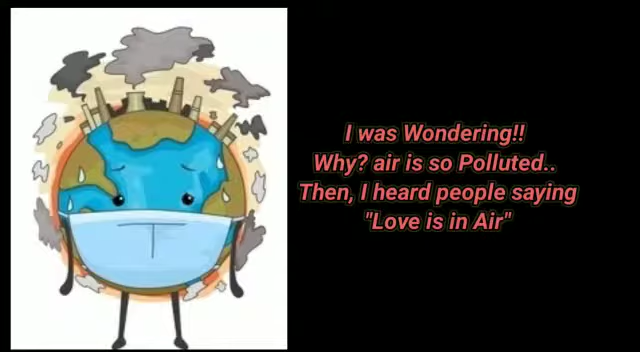 I was Wondering!!
Why? air is so Polluted..
Then, I heard people saying
"Love is in Air"